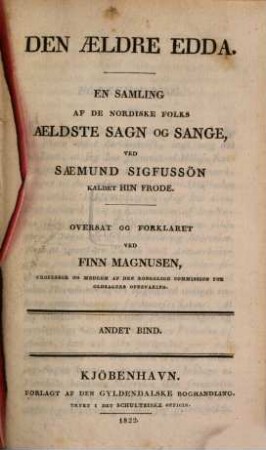 DEN ÆLDRE EDDA.
EN SAMLING
AF DE NORDISKE FOLKS
ÆLDSTE SAGN OG SANGE,
VED
SÆMUND SIGFUSSÖN
KALDET HIN FRODE.
OVERSAT OG FORKLARET
VED
FINN MAGNUSEN,
PROFESSOR OG MEDLEM AF DEN KONGELIGE COMMISSION FOR
OLDSAGERS OPBEVARING.
ANDET BIND.
KJÖBENHAVN.
FORLAGT AF DEN GYLDENDALSKE BOGHANDLING.
TRYKT I DET SCHULTZISKE OFFICIN.
1822.